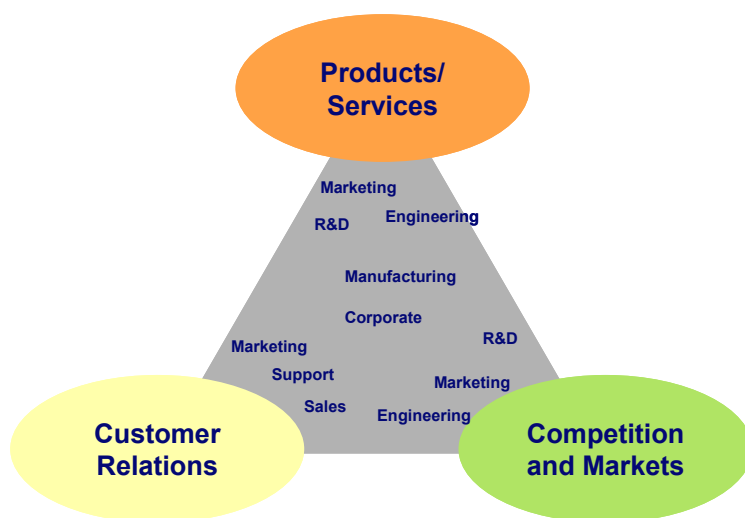 Products/
Services
Marketing
Engineering
R&D
Manufacturing
Corporate
R&D
Marketing
Support
Marketing
Sales
Engineering
Customer
Relations
Competition
and Markets